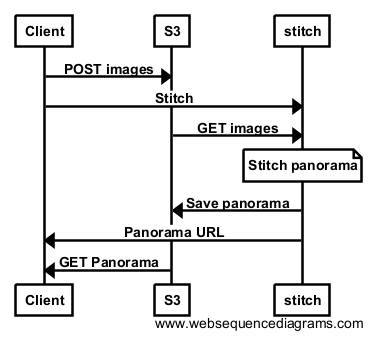 Client S3 stitch
POST images
Stitch
GET images
Stitch panorama
Save panorama
Panorama URL
GET Panorama
Client S3 stitch
www.websequencediagrams.com